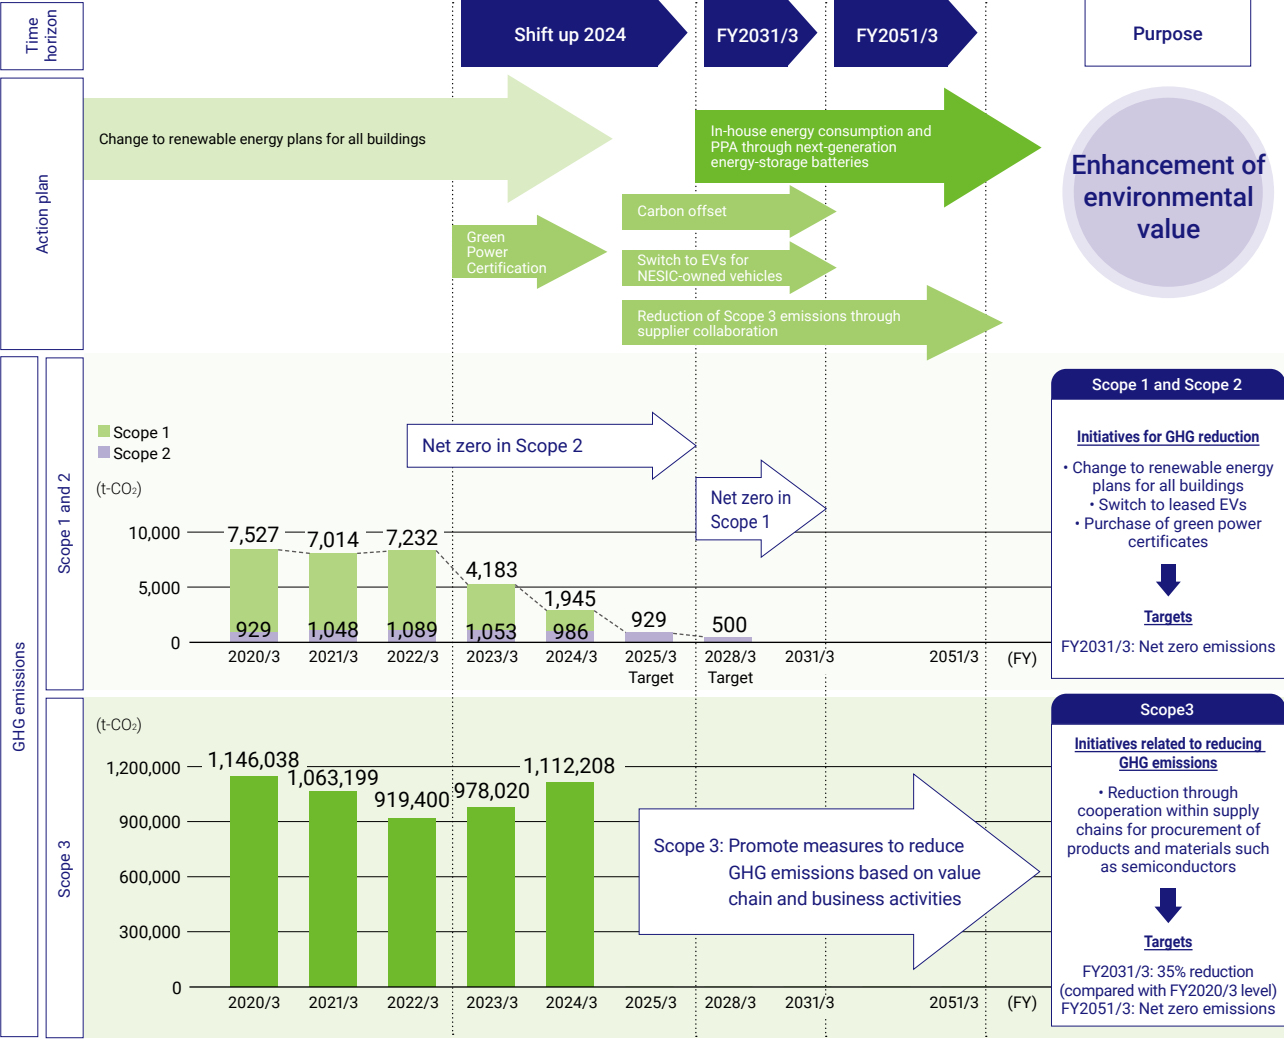 Time
horizon
Shift up 2024
FY2031/3
FY2051/3
Purpose
Action plan
Change to renewable energy plans for all buildings
In-house energy consumption and
PPA through next-generation
energy-storage batteries
Carbon offset
Green
Power
Certification
Switch to EVs for
NESIC-owned vehicles
Reduction of Scope 3 emissions through
supplier collaboration
Enhancement of
environmental
value
GHG emissions
Scope 1 and 2
Scope 1
Scope 2
(t-CO₂)
Net zero in Scope 2
Net zero in
Scope 1
10,000
5,000
0
7,527
7,014
7,232
4,183
1,945
929
500
929
1,048
1,089
1,053
986
2020/3
2021/3
2022/3
2023/3
2024/3
2025/3
Target
2028/3
Target
2031/3
2051/3
(FY)
Scope 1 and Scope 2
Initiatives for GHG reduction
• Change to renewable energy
plans for all buildings
• Switch to leased EVs
• Purchase of green power
certificates
Targets
FY2031/3: Net zero emissions
Scope 3
(t-CO₂)
1,200,000
900,000
600,000
300,000
0
1,146,038
1,063,199
919,400
978,020
1,112,208
Scope 3: Promote measures to reduce
GHG emissions based on value
chain and business activities
2020/3
2021/3
2022/3
2023/3
2024/3
2025/3
2028/3
2031/3
2051/3
(FY)
Scope3
Initiatives related to reducing
GHG emissions
• Reduction through
cooperation within supply
chains for procurement of
products and materials such
as semiconductors
Targets
FY2031/3: 35% reduction
(compared with FY2020/3 level)
FY2051/3: Net zero emissions